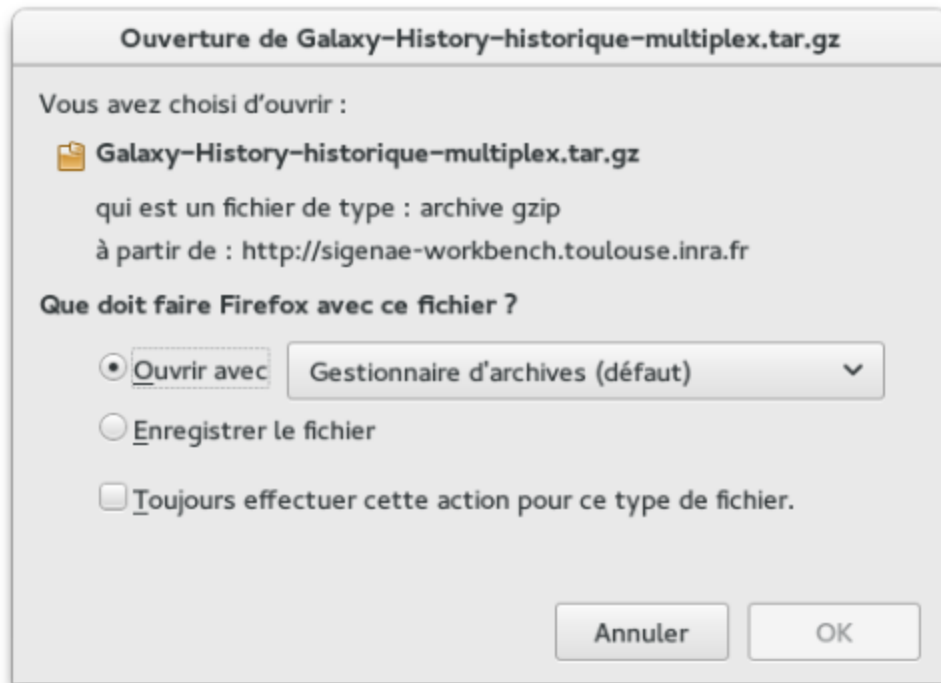 Ouverture de Galaxy-History-historique-multiplex.tar.gz
Vous avez choisi d'ouvrir :
Galaxy-History-historique-multiplex.tar.gz
qui est un fichier de type : archive gzip
à partir de : http://sigenae-workbench.toulouse.inra.fr
Que doit faire Firefox avec ce fichier ?
Ouvrir avec Gestionnaire d'archives (défaut)
Enregistrer le fichier
Toujours effectuer cette action pour ce type de fichier.
Annuler OK